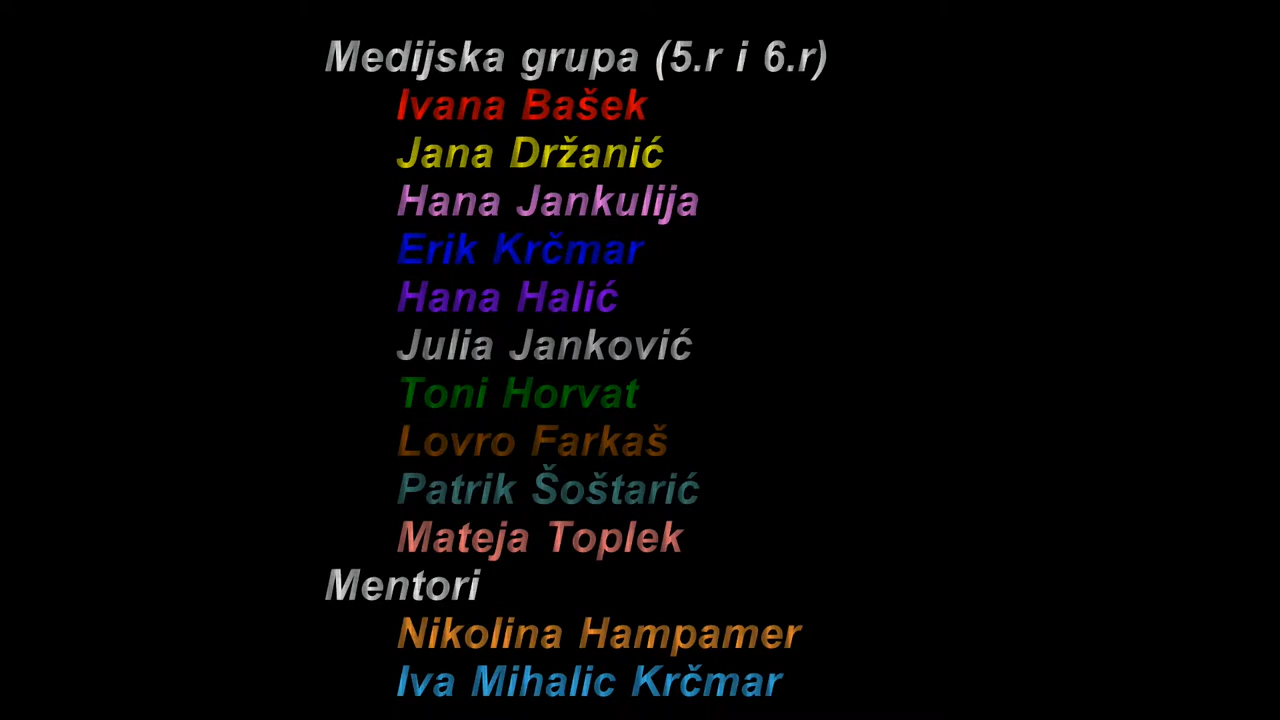 Medijska grupa (5.r i 6.r)
Ivana Bašek
Jana Držanić
Hana Jankulija
Erik Krčmar
Hana Halić
Julia Janković
Toni Horvat
Lovro Farkaš
Patrik Šoštarić
Mateja Toplek
Mentori
Nikolina Hampamer
Iva Mihalic Krčmar